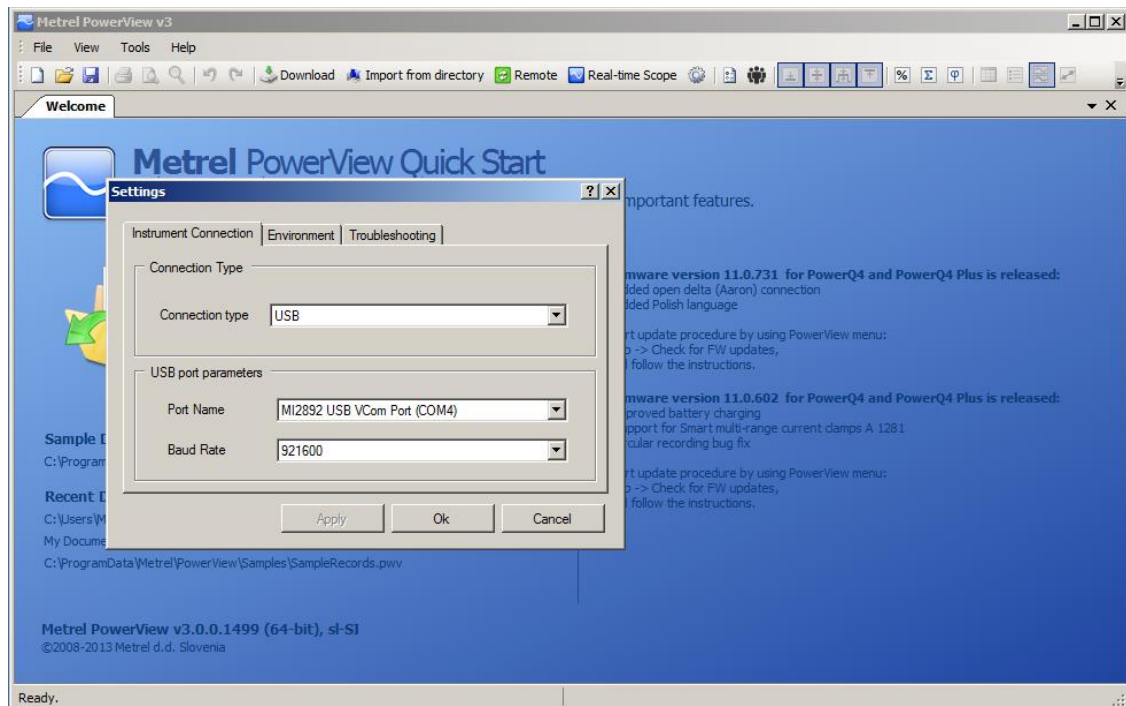 Metrel PowerView v3
File View Tools Help
Download Import from directory Remote Real-time Scope
Welcome
Metrel PowerView Quick Start
mportant features.
Settings
Instrument Connection Environment Troubleshooting
Connection Type
Connection type USB
USB port parameters
Port Name MI2892 USB VCom Port (COM4)
Baud Rate 921600
Apply Ok Cancel
Sample D
C:\Program
Recent D
C:\Users\M
My Docume
C:\ProgramData\Metrel\PowerView\Samples\SampleRecords.pwv
mware version 11.0.731 for PowerQ4 and PowerQ4 Plus is released:
dded open delta (Aaron) connection
dded Polish language
rt update procedure by using PowerView menu:
-> Check for FW updates,
follow the instructions.
mware version 11.0.602 for PowerQ4 and PowerQ4 Plus is released:
proved battery charging
upport for Smart multi-range current clamps A 1281
cular recording bug fix
rt update procedure by using PowerView menu:
-> Check for FW updates,
follow the instructions.
Metrel PowerView v3.0.0.1499 (64-bit), sl-SI
©2008-2013 Metrel d.d. Slovenia
Ready.